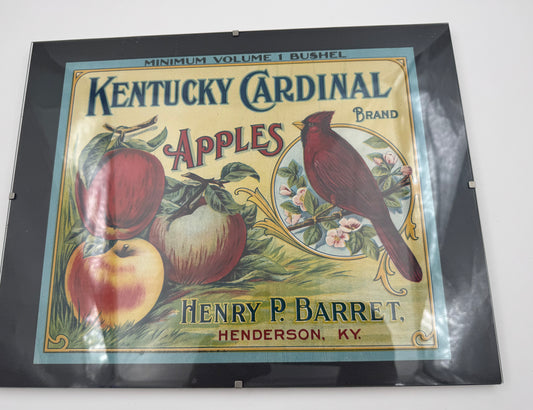 MINIMUM VOLUME 1 BUSHEL
KENTUCKY CARDINAL
BRAND
APPLES
HENRY P. BARRET,
HENDERSON, KY.